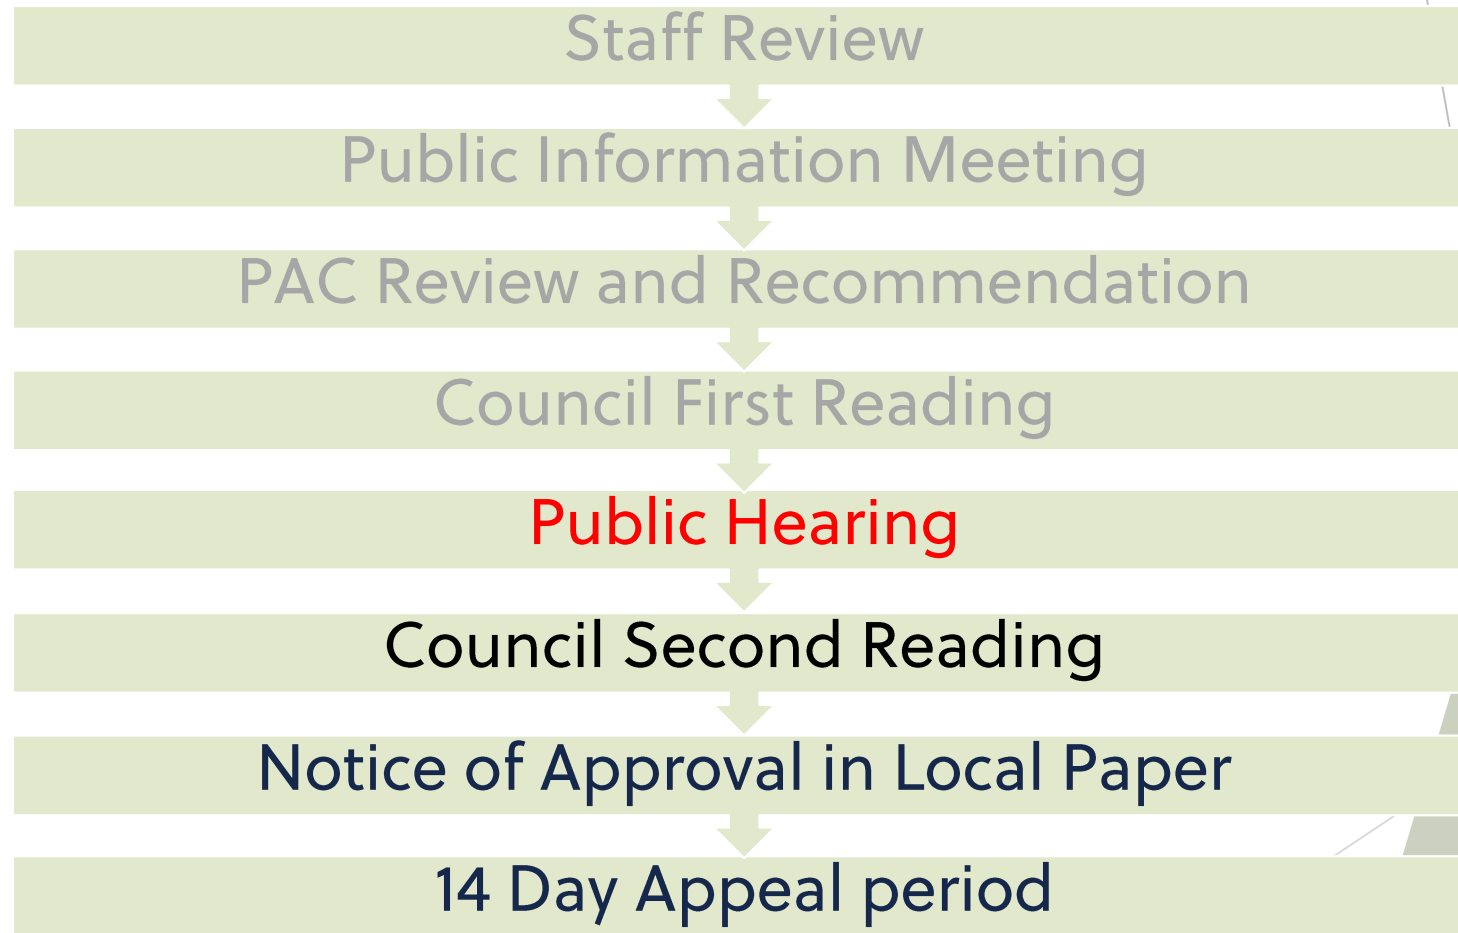 Staff Review
Public Information Meeting
PAC Review and Recommendation
Council First Reading
Public Hearing
Council Second Reading
Notice of Approval in Local Paper
14 Day Appeal period